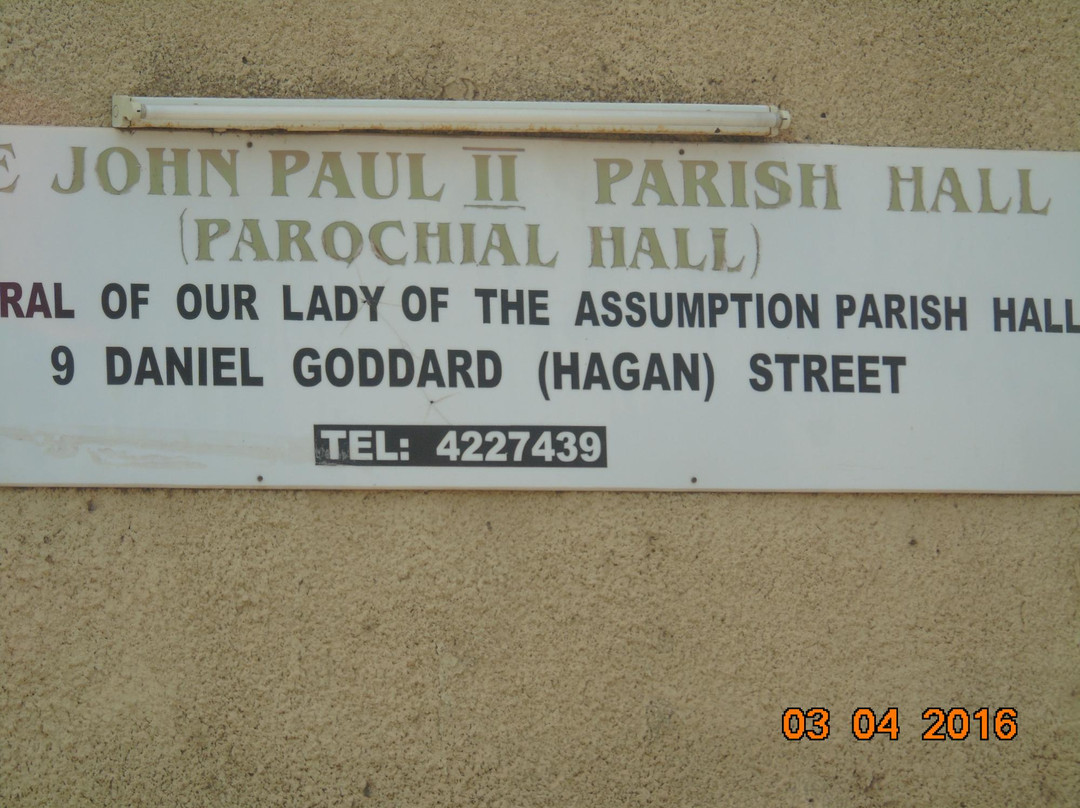 E JOHN PAUL II PARISH HALL
(PAROCHIAL HALL)
RAL OF OUR LADY OF THE ASSUMPTION PARISH HALL
9 DANIEL GODDARD (HAGAN) STREET
TEL: 4227439
03 04 2016